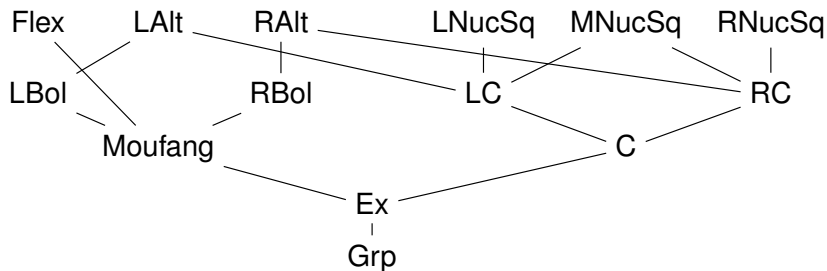 Flex LAlt RAlt LNucSq MNucSq RNucSq
LBol RBol LC RC
Moufang C
Ex
Grp